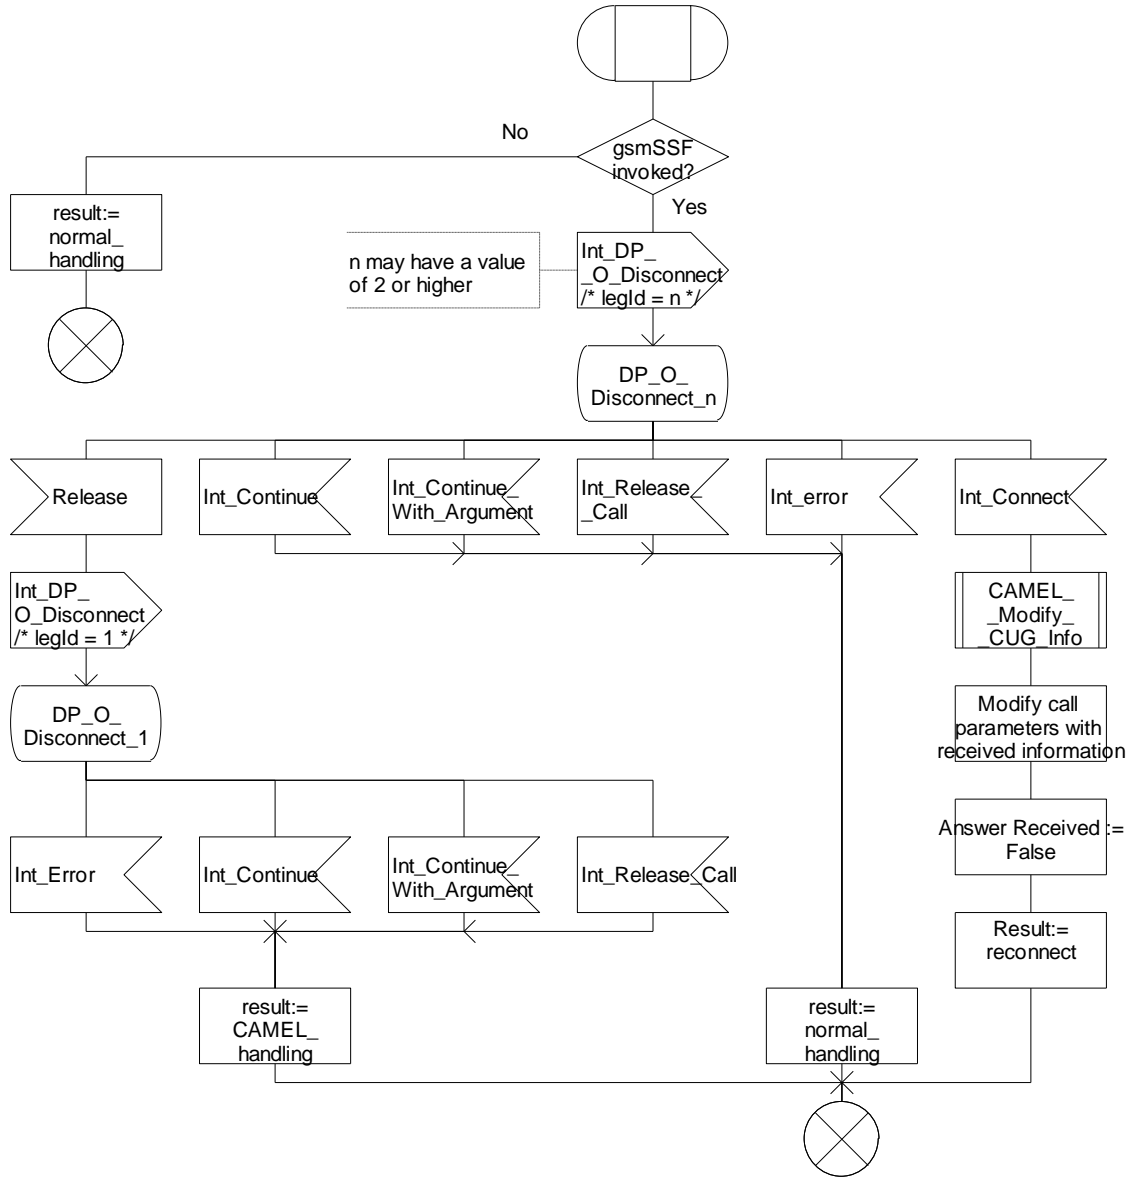 No
gsmSSF
invoked?
Yes
result:=
normal_
handling
n may have a value
of 2 or higher
Int_DP_
_O_Disconnect
/* legId = n */
DP_O_
Disconnect_n
Release
Int_Continue
Int_Continue_
With_Argument
Int_Release_
_Call
Int_error
Int_Connect
Int_DP_
O_Disconnect
/* legId = 1 */
CAMEL_
_Modify_
_CUG_Info
DP_O_
Disconnect_1
Modify call
parameters with
received information
Answer Received :=
False
Int_Error
Int_Continue
Int_Continue_
With_Argument
Int_Release_Call
Result:=
reconnect
result:=
CAMEL_
handling
result:=
normal_
handling